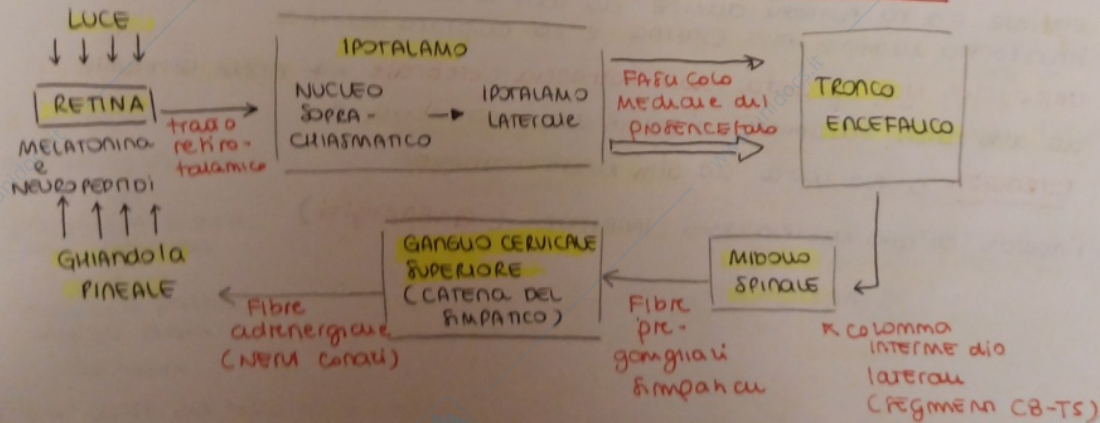 LUCE
RETINA
MELATONINA
e
NEUROPEPTIDI
GHIANDOLA
PINEALE
tratto
retino-
talamico
IPOTALAMO
NUCLEO
SOPRA-
CHIASMATICO
IPOTALAMO
LATERALE
FASCICOLO
MEDIALE del
PROSENCEFALO
TRONCO
ENCEFALICO
MIDOLLO
SPINALE
COLONNA
INTERMEDIO
laterale
(SEGMENTI C8-T5)
Fibre
pre-
gangliari
simpatiche
GANGLIO CERVICALE
SUPERIORE
(CATENA DEL
SIMPATICO)
Fibre
adrenergiche
(NERVI CONARI)